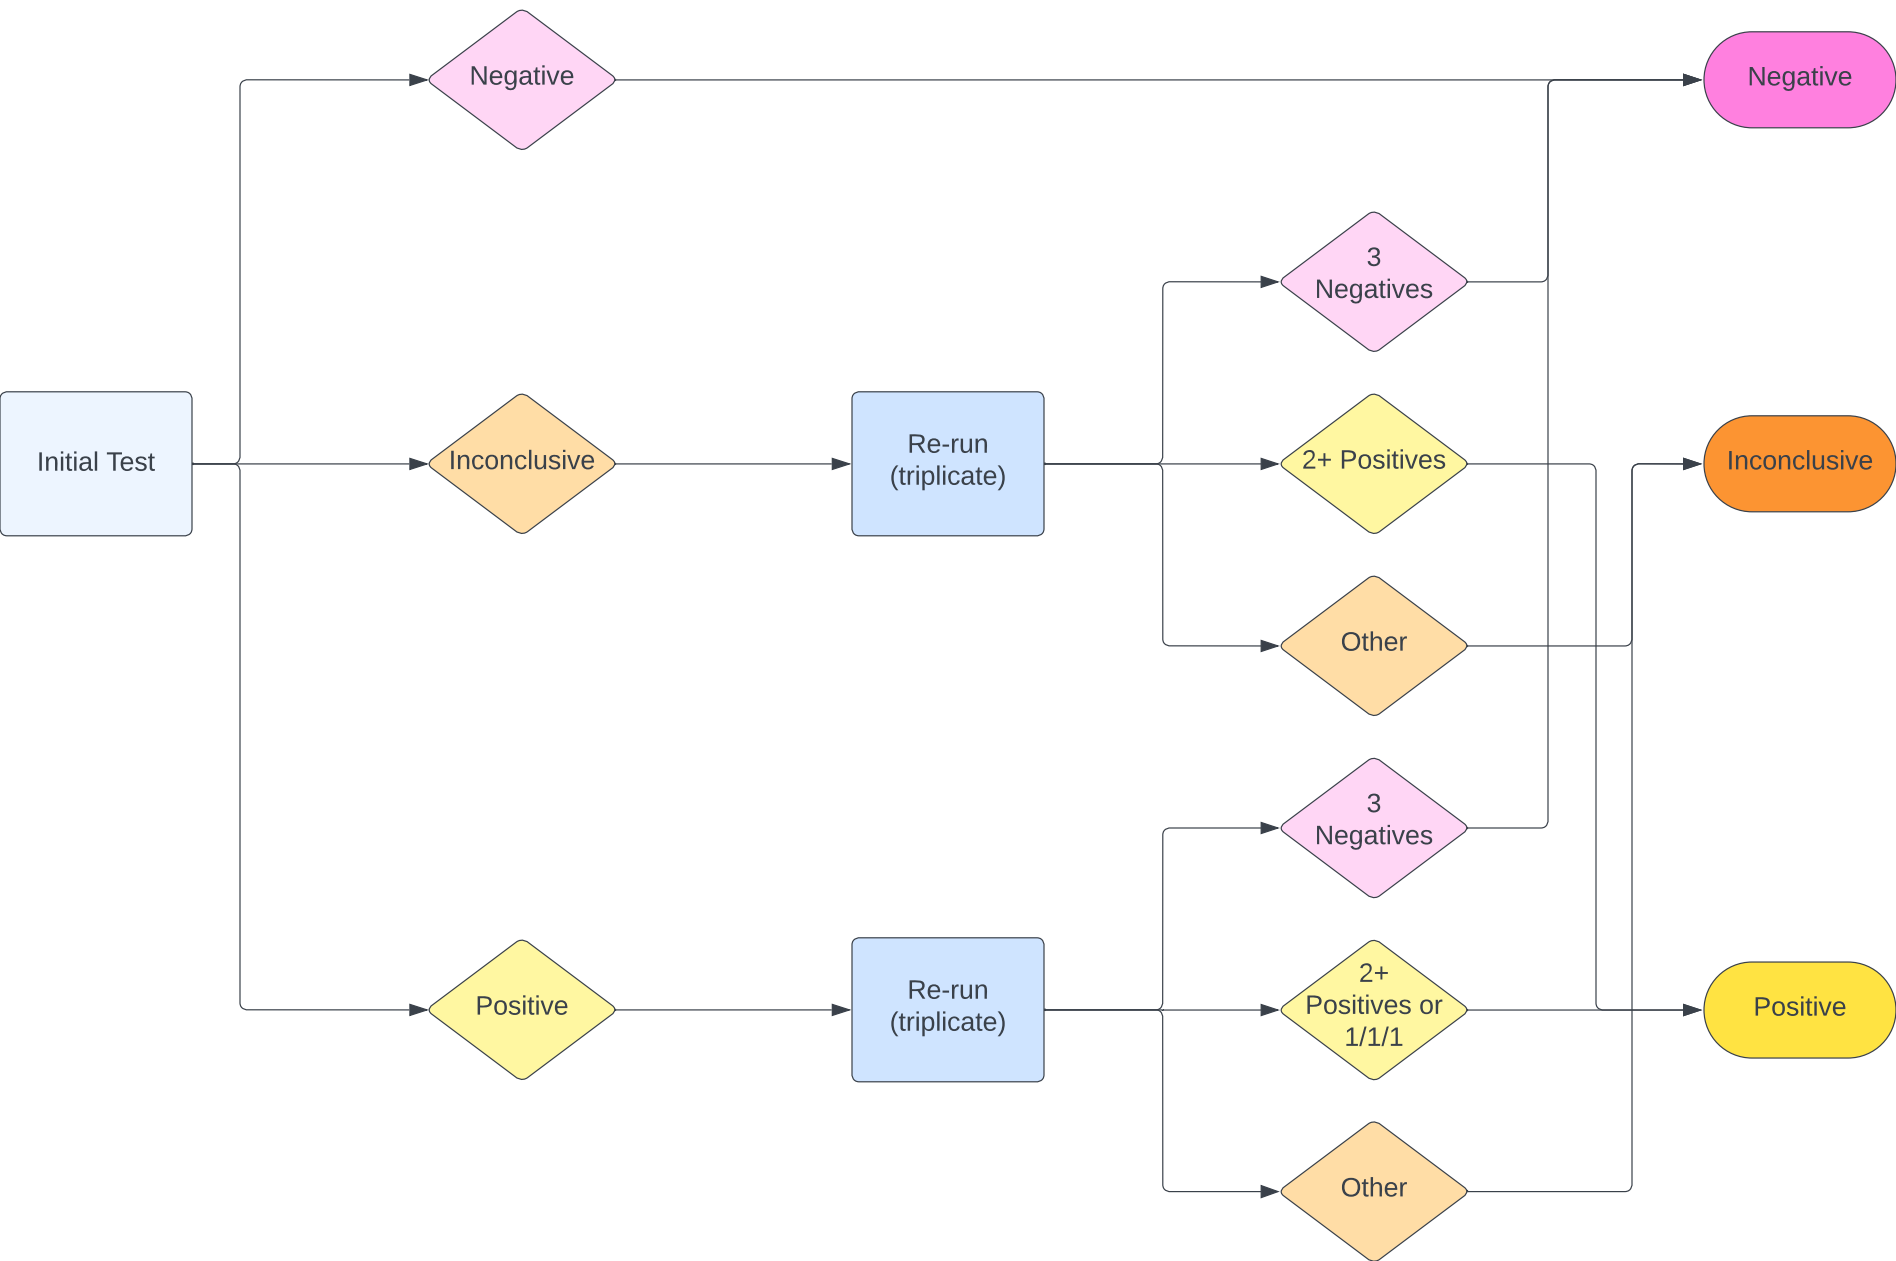 Negative
Negative
3
Negatives
Initial Test
Inconclusive
Re-run
(triplicate)
2+ Positives
Inconclusive
Other
3
Negatives
Positive
Re-run
(triplicate)
2+
Positives or
1/1/1
Positive
Other